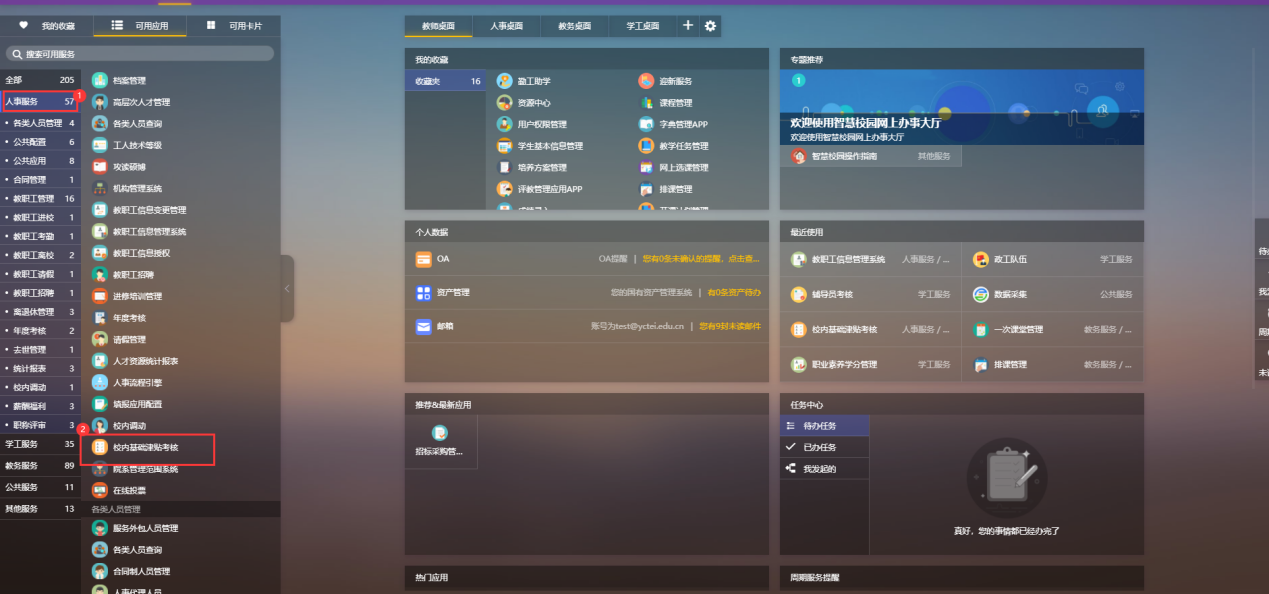 我的收藏
可用应用
可用卡片
搜索可用服务
全部 205
人事服务 57
1
• 各类人员管理 4
• 公共配置 6
• 公共应用 8
• 合同管理 1
• 教职工管理 16
• 教职工进校 1
• 教职工考勤 1
• 教职工离校 2
• 教职工请假 1
• 教职工招聘 1
• 离退休管理 3
• 年度考核 2
• 去世管理 1
• 统计报表 3
• 校内调动 1
• 薪酬福利 3
• 职称评审 3
2
学工服务 35
教务服务 89
公共服务 11
其他服务 13
档案管理
高层次人才管理
各类人员查询
工人技术等级
攻读硕博
机构管理系统
教职工信息变更管理
教职工信息管理系统
教职工信息授权
教职工招聘
进修培训管理
年度考核
请假管理
人才资源统计报表
人事流程引擎
填报应用配置
校内调动
校内基础津贴考核
院系管理范围系统
在线投票
各类人员管理
服务外包人员管理
各类人员查询
合同制人员管理
人事代理人员
教师桌面
人事桌面
教务桌面
学工桌面
我的收藏
收藏夹 16
勤工助学
迎新服务
资源中心
课程管理
用户权限管理
字典管理APP
学生基本信息管理
教学任务管理
培养方案管理
网上选课管理
评教管理应用APP
排课管理
专题推荐
1
欢迎使用智慧校园网上办事大厅
欢迎使用智慧校园网上办事大厅
智慧校园操作指南 其他服务
个人数据
OA OA提醒 | 您有0条未确认的提醒，点击查...
资产管理 您的国有资产管理系统 | 有0条资产待办
邮箱 账号为test@yctei.edu.cn | 您有9封未读邮件
最近使用
教职工信息管理系统 人事服务 / ...
政工队伍 学工服务
辅导员考核 学工服务
数据采集 公共服务
校内基础津贴考核 人事服务 / ...
一次课堂管理 教务服务 / ...
职业素养学分管理 学工服务
排课管理 教务服务 / ...
推荐&最新应用
招标采购管...
任务中心
待办任务
已办任务
我发起的
真好，您的事情都已经办完了
热门应用
周期服务提醒